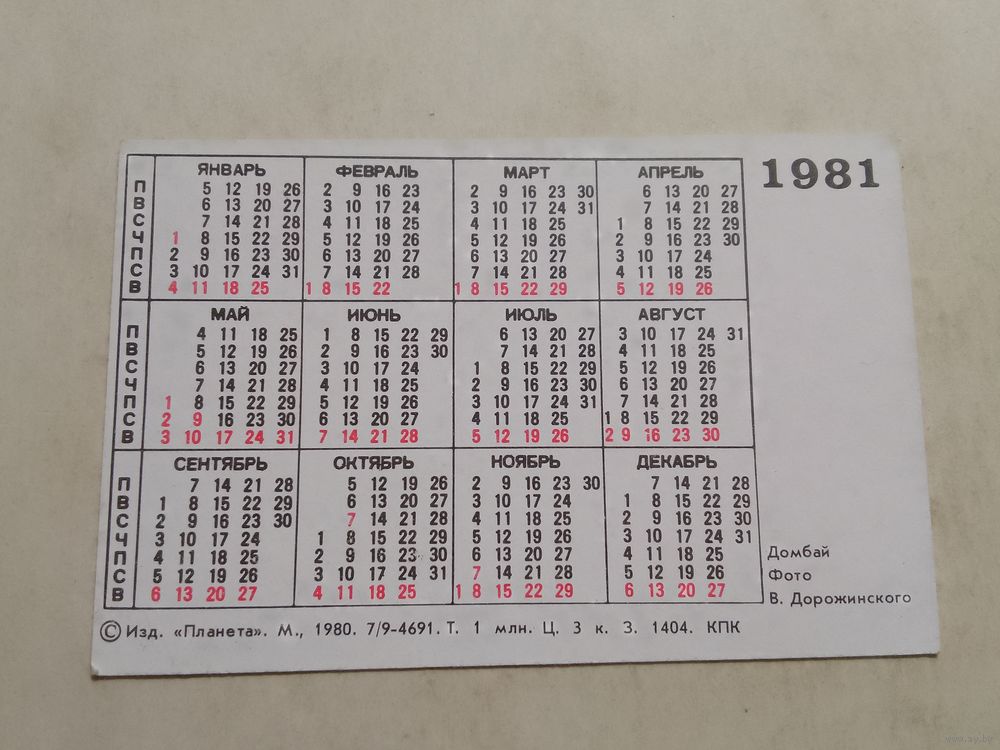 1981
ЯНВАРЬ ФЕВРАЛЬ МАРТ АПРЕЛЬ
П 5 12 19 26 2 9 16 23 2 9 16 23 30 6 13 20 27
В 6 13 20 27 3 10 17 24 3 10 17 24 31 7 14 21 28
С 7 14 21 28 4 11 18 25 4 11 18 25 1 8 15 22 29
Ч 1 8 15 22 29 5 12 19 26 5 12 19 26 2 9 16 23 30
П 2 9 16 23 30 6 13 20 27 6 13 20 27 3 10 17 24
С 3 10 17 24 31 7 14 21 28 7 14 21 28 4 11 18 25
В 4 11 18 25 1 8 15 22 1 8 15 22 29 5 12 19 26
МАЙ ИЮНЬ ИЮЛЬ АВГУСТ
П 4 11 18 25 1 8 15 22 29 6 13 20 27 3 10 17 24 31
В 5 12 19 26 2 9 16 23 30 7 14 21 28 4 11 18 25
С 6 13 20 27 3 10 17 24 1 8 15 22 29 5 12 19 26
Ч 7 14 21 28 4 11 18 25 2 9 16 23 30 6 13 20 27
П 1 8 15 22 29 5 12 19 26 3 10 17 24 31 7 14 21 28
С 2 9 16 23 30 6 13 20 27 4 11 18 25 1 8 15 22 29
В 3 10 17 24 31 7 14 21 28 5 12 19 26 2 9 16 23 30
СЕНТЯБРЬ ОКТЯБРЬ НОЯБРЬ ДЕКАБРЬ
П 7 14 21 28 5 12 19 26 2 9 16 23 30 7 14 21 28
В 1 8 15 22 29 6 13 20 27 3 10 17 24 1 8 15 22 29
С 2 9 16 23 30 7 14 21 28 4 11 18 25 2 9 16 23 30
Ч 3 10 17 24 1 8 15 22 29 5 12 19 26 3 10 17 24 31
П 4 11 18 25 2 9 16 23 30 6 13 20 27 4 11 18 25
С 5 12 19 26 3 10 17 24 31 7 14 21 28 5 12 19 26
В 6 13 20 27 4 11 18 25 1 8 15 22 29 6 13 20 27
Домбай
Фото
В. Дорожинского
© Изд. «Планета». М., 1980. 7/9-4691. Т. 1 млн. Ц. 3 к. З. 1404. КПК
www.ay.by